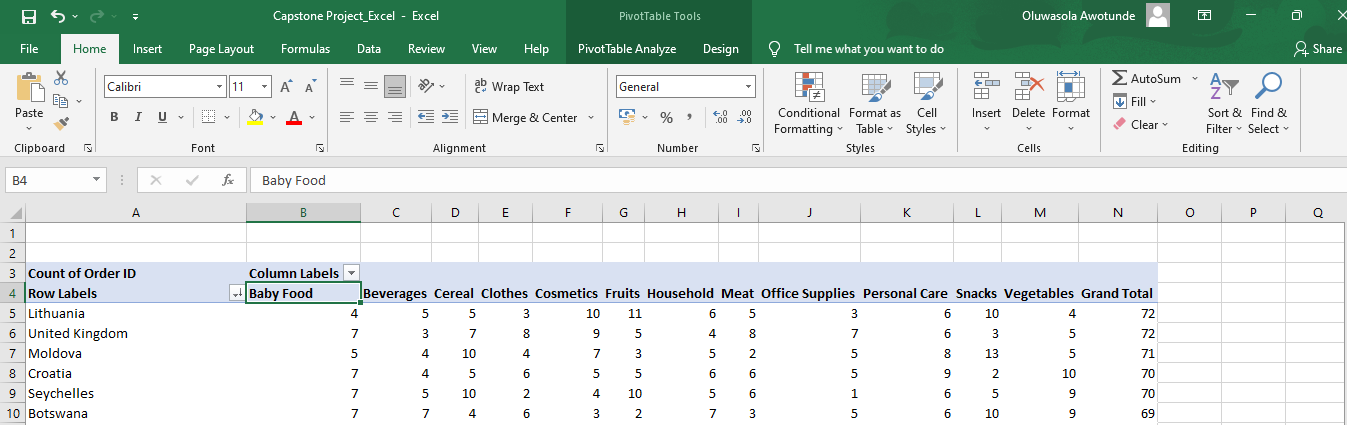 Capstone Project_Excel - Excel
PivotTable Tools
Oluwasola Awotunde
File Home Insert Page Layout Formulas Data Review View Help PivotTable Analyze Design Tell me what you want to do Share
Paste
Clipboard
Calibri 11
A A
B I U A
Font
ab Wrap Text
Merge & Center
Alignment
General
% ,
Number
Conditional Formatting
Format as Table
Cell Styles
Styles
Insert Delete Format
Cells
AutoSum
Fill
Clear
Sort & Filter
Find & Select
Editing
B4 fx Baby Food
A B C D E F G H I J K L M N O P Q
1
2
3 Count of Order ID Column Labels
4 Row Labels Baby Food Beverages Cereal Clothes Cosmetics Fruits Household Meat Office Supplies Personal Care Snacks Vegetables Grand Total
5 Lithuania 4 5 5 3 10 11 6 5 3 6 10 4 72
6 United Kingdom 7 3 7 8 9 5 4 8 7 6 3 5 72
7 Moldova 5 4 10 4 7 3 5 2 5 8 13 5 71
8 Croatia 7 4 5 6 5 5 6 6 5 9 2 10 70
9 Seychelles 7 5 10 2 4 10 5 6 1 6 5 9 70
10 Botswana 7 7 4 6 3 2 7 3 5 6 10 9 69